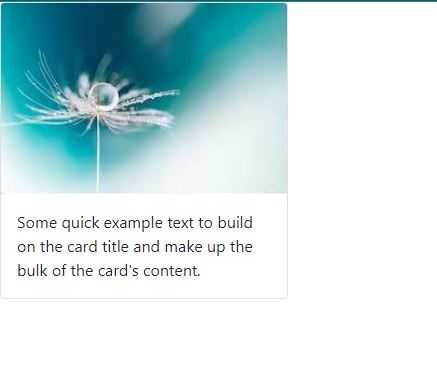 Some quick example text to build
on the card title and make up the
bulk of the card's content.